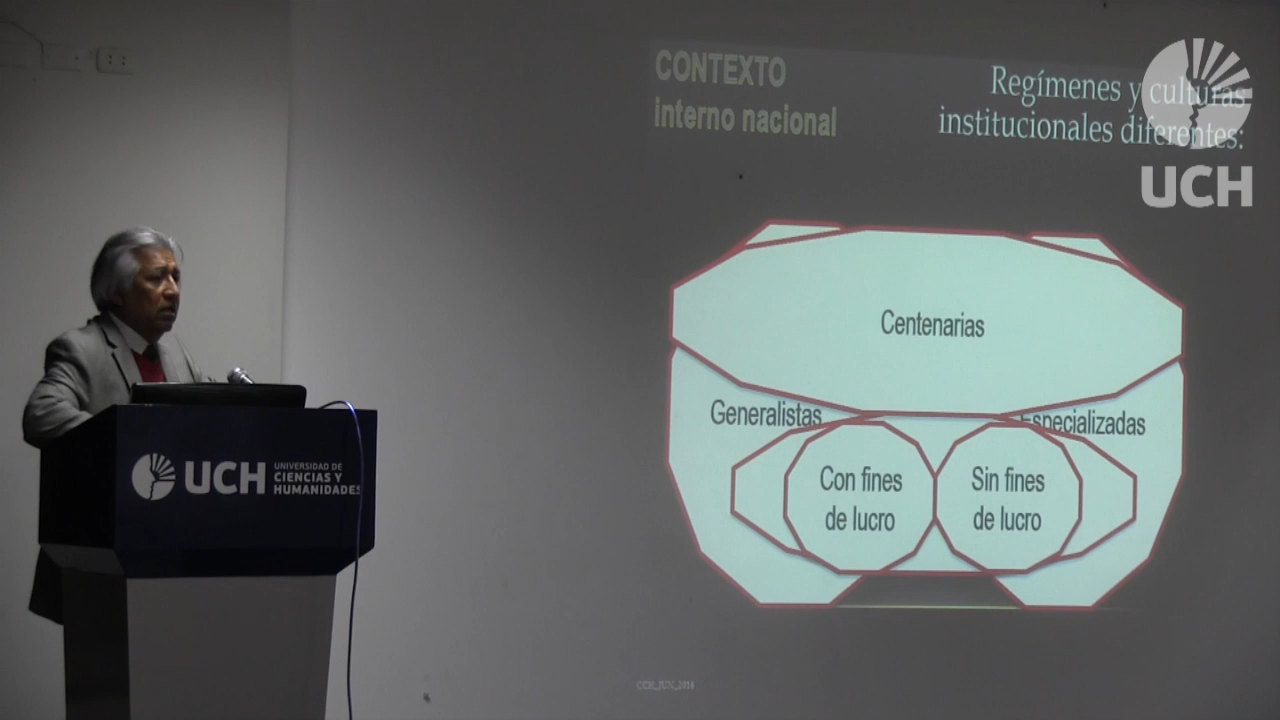 CONTEXTO
interno nacional
Regímenes y culturas
institucionales diferentes:
UCH
Centenarias
Generalistas
Especializadas
Con fines
de lucro
Sin fines
de lucro
UCH
UNIVERSIDAD DE
CIENCIAS Y
HUMANIDADES